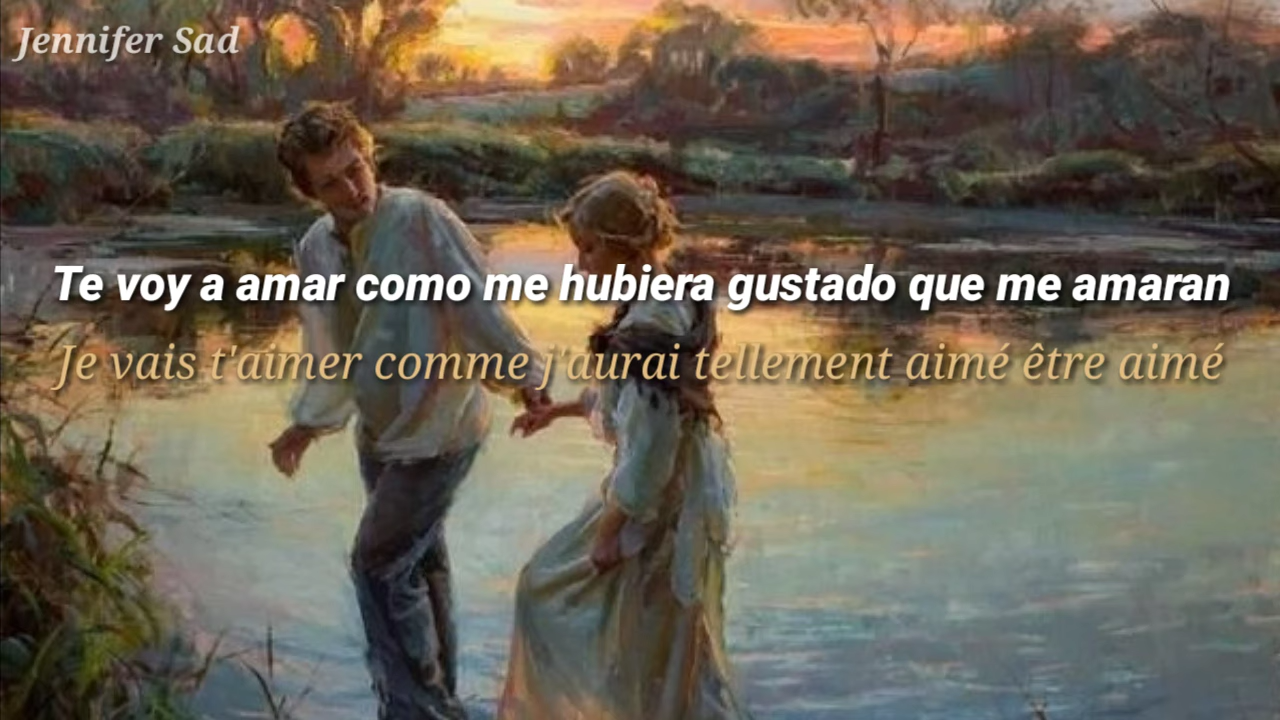 Jennifer Sad
Te voy a amar como me hubiera gustado que me amaran
Je vais t'aimer comme j'aurai tellement aimé être aimé